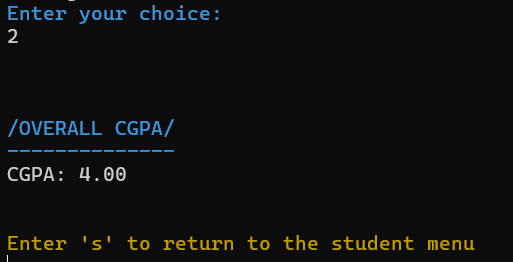 Enter your choice:
2
/OVERALL CGPA/
--------------
CGPA: 4.00
Enter 's' to return to the student menu